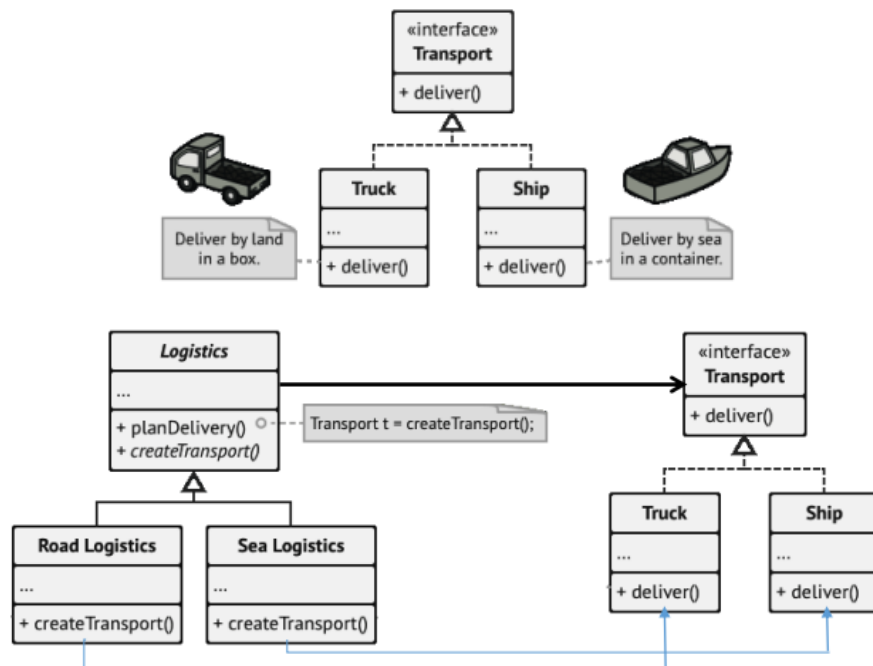 «interface»
Transport
+ deliver()
Truck
...
+ deliver()
Ship
...
+ deliver()
Deliver by land
in a box.
Deliver by sea
in a container.
Logistics
...
+ planDelivery()
+ createTransport()
Transport t = createTransport();
«interface»
Transport
+ deliver()
Road Logistics
...
+ createTransport()
Sea Logistics
...
+ createTransport()
Truck
...
+ deliver()
Ship
...
+ deliver()